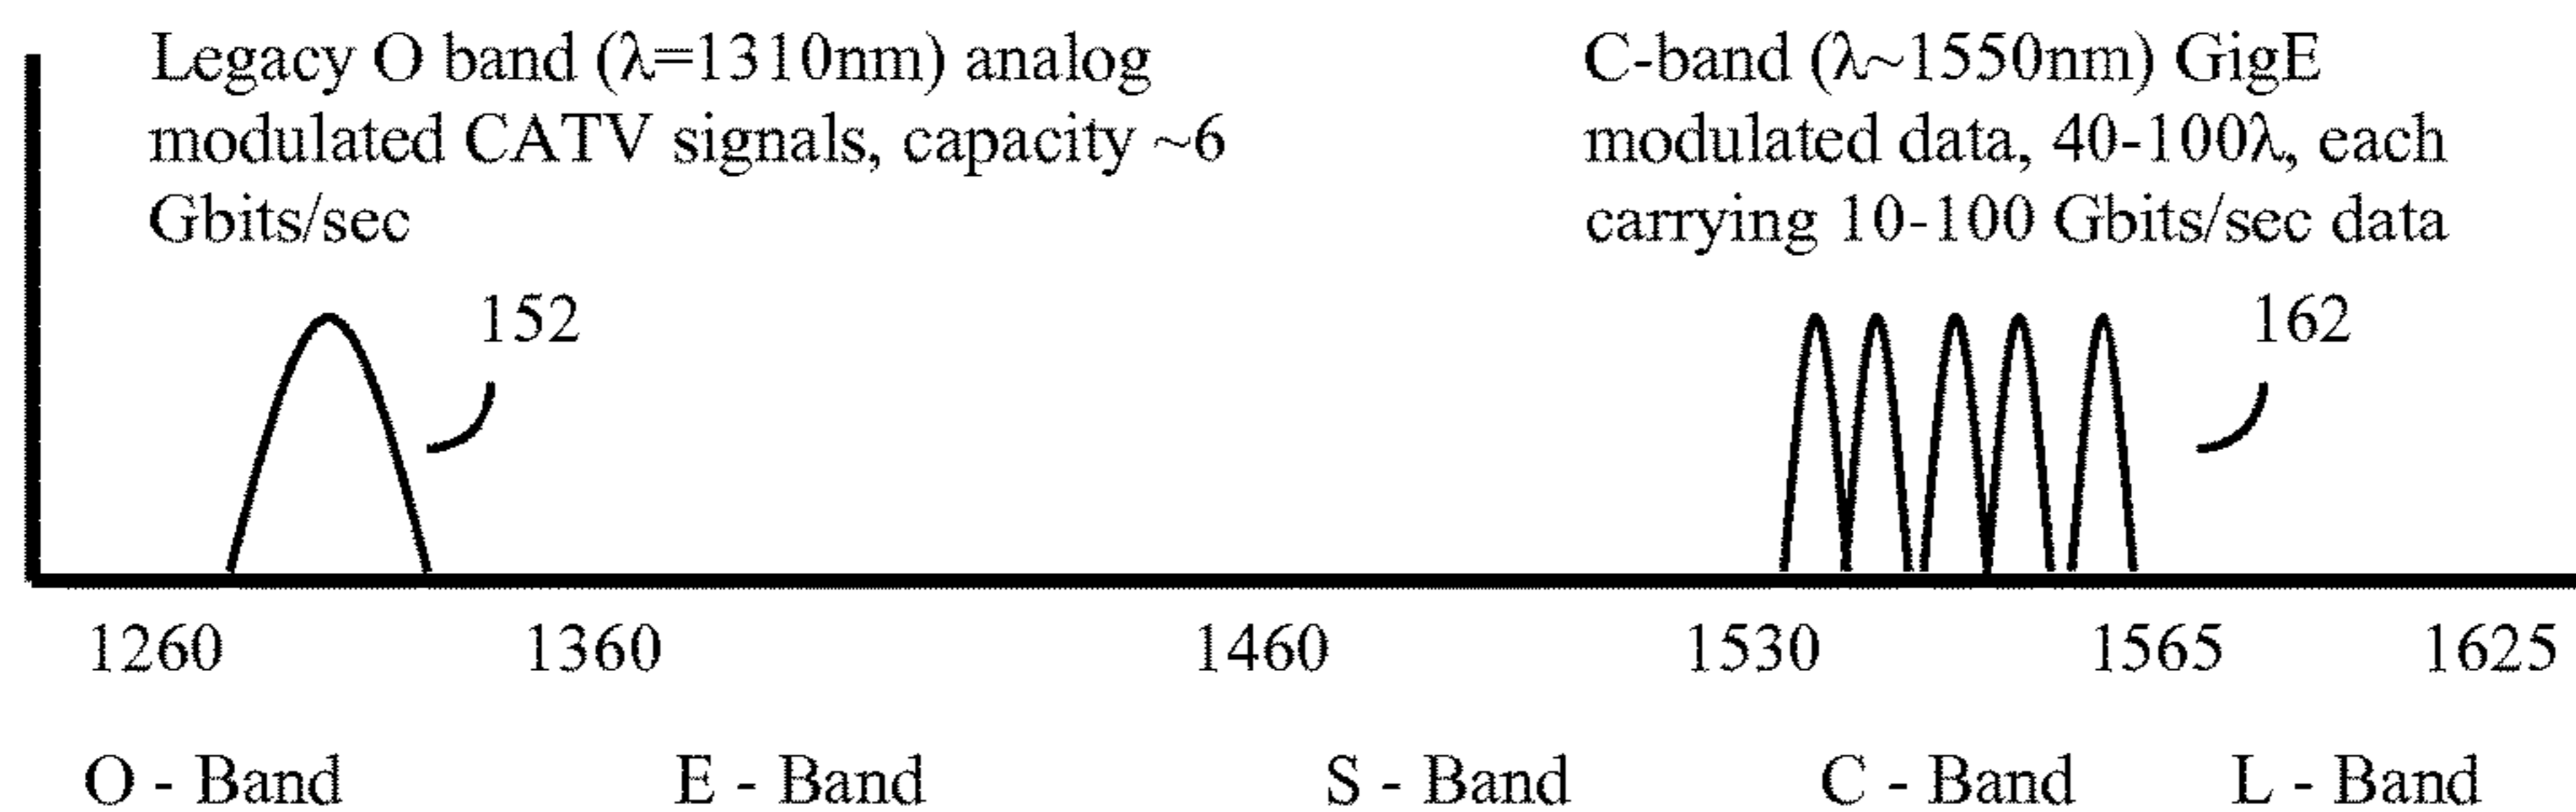 Legacy O band (λ=1310nm) analog
modulated CATV signals, capacity ~6
Gbits/sec
C-band (λ~1550nm) GigE
modulated data, 40-100λ, each
carrying 10-100 Gbits/sec data
152
162
1260 1360 1460 1530 1565 1625
O - Band E - Band S - Band C - Band L - Band